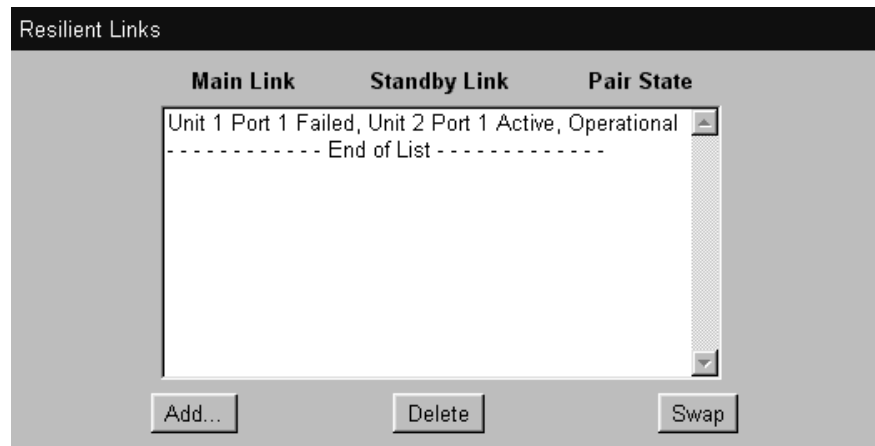 Resilient Links
Main Link Standby Link Pair State
Unit 1 Port 1 Failed, Unit 2 Port 1 Active, Operational
- - - - - - - - - - - - End of List - - - - - - - - - - - - -
Add... Delete Swap